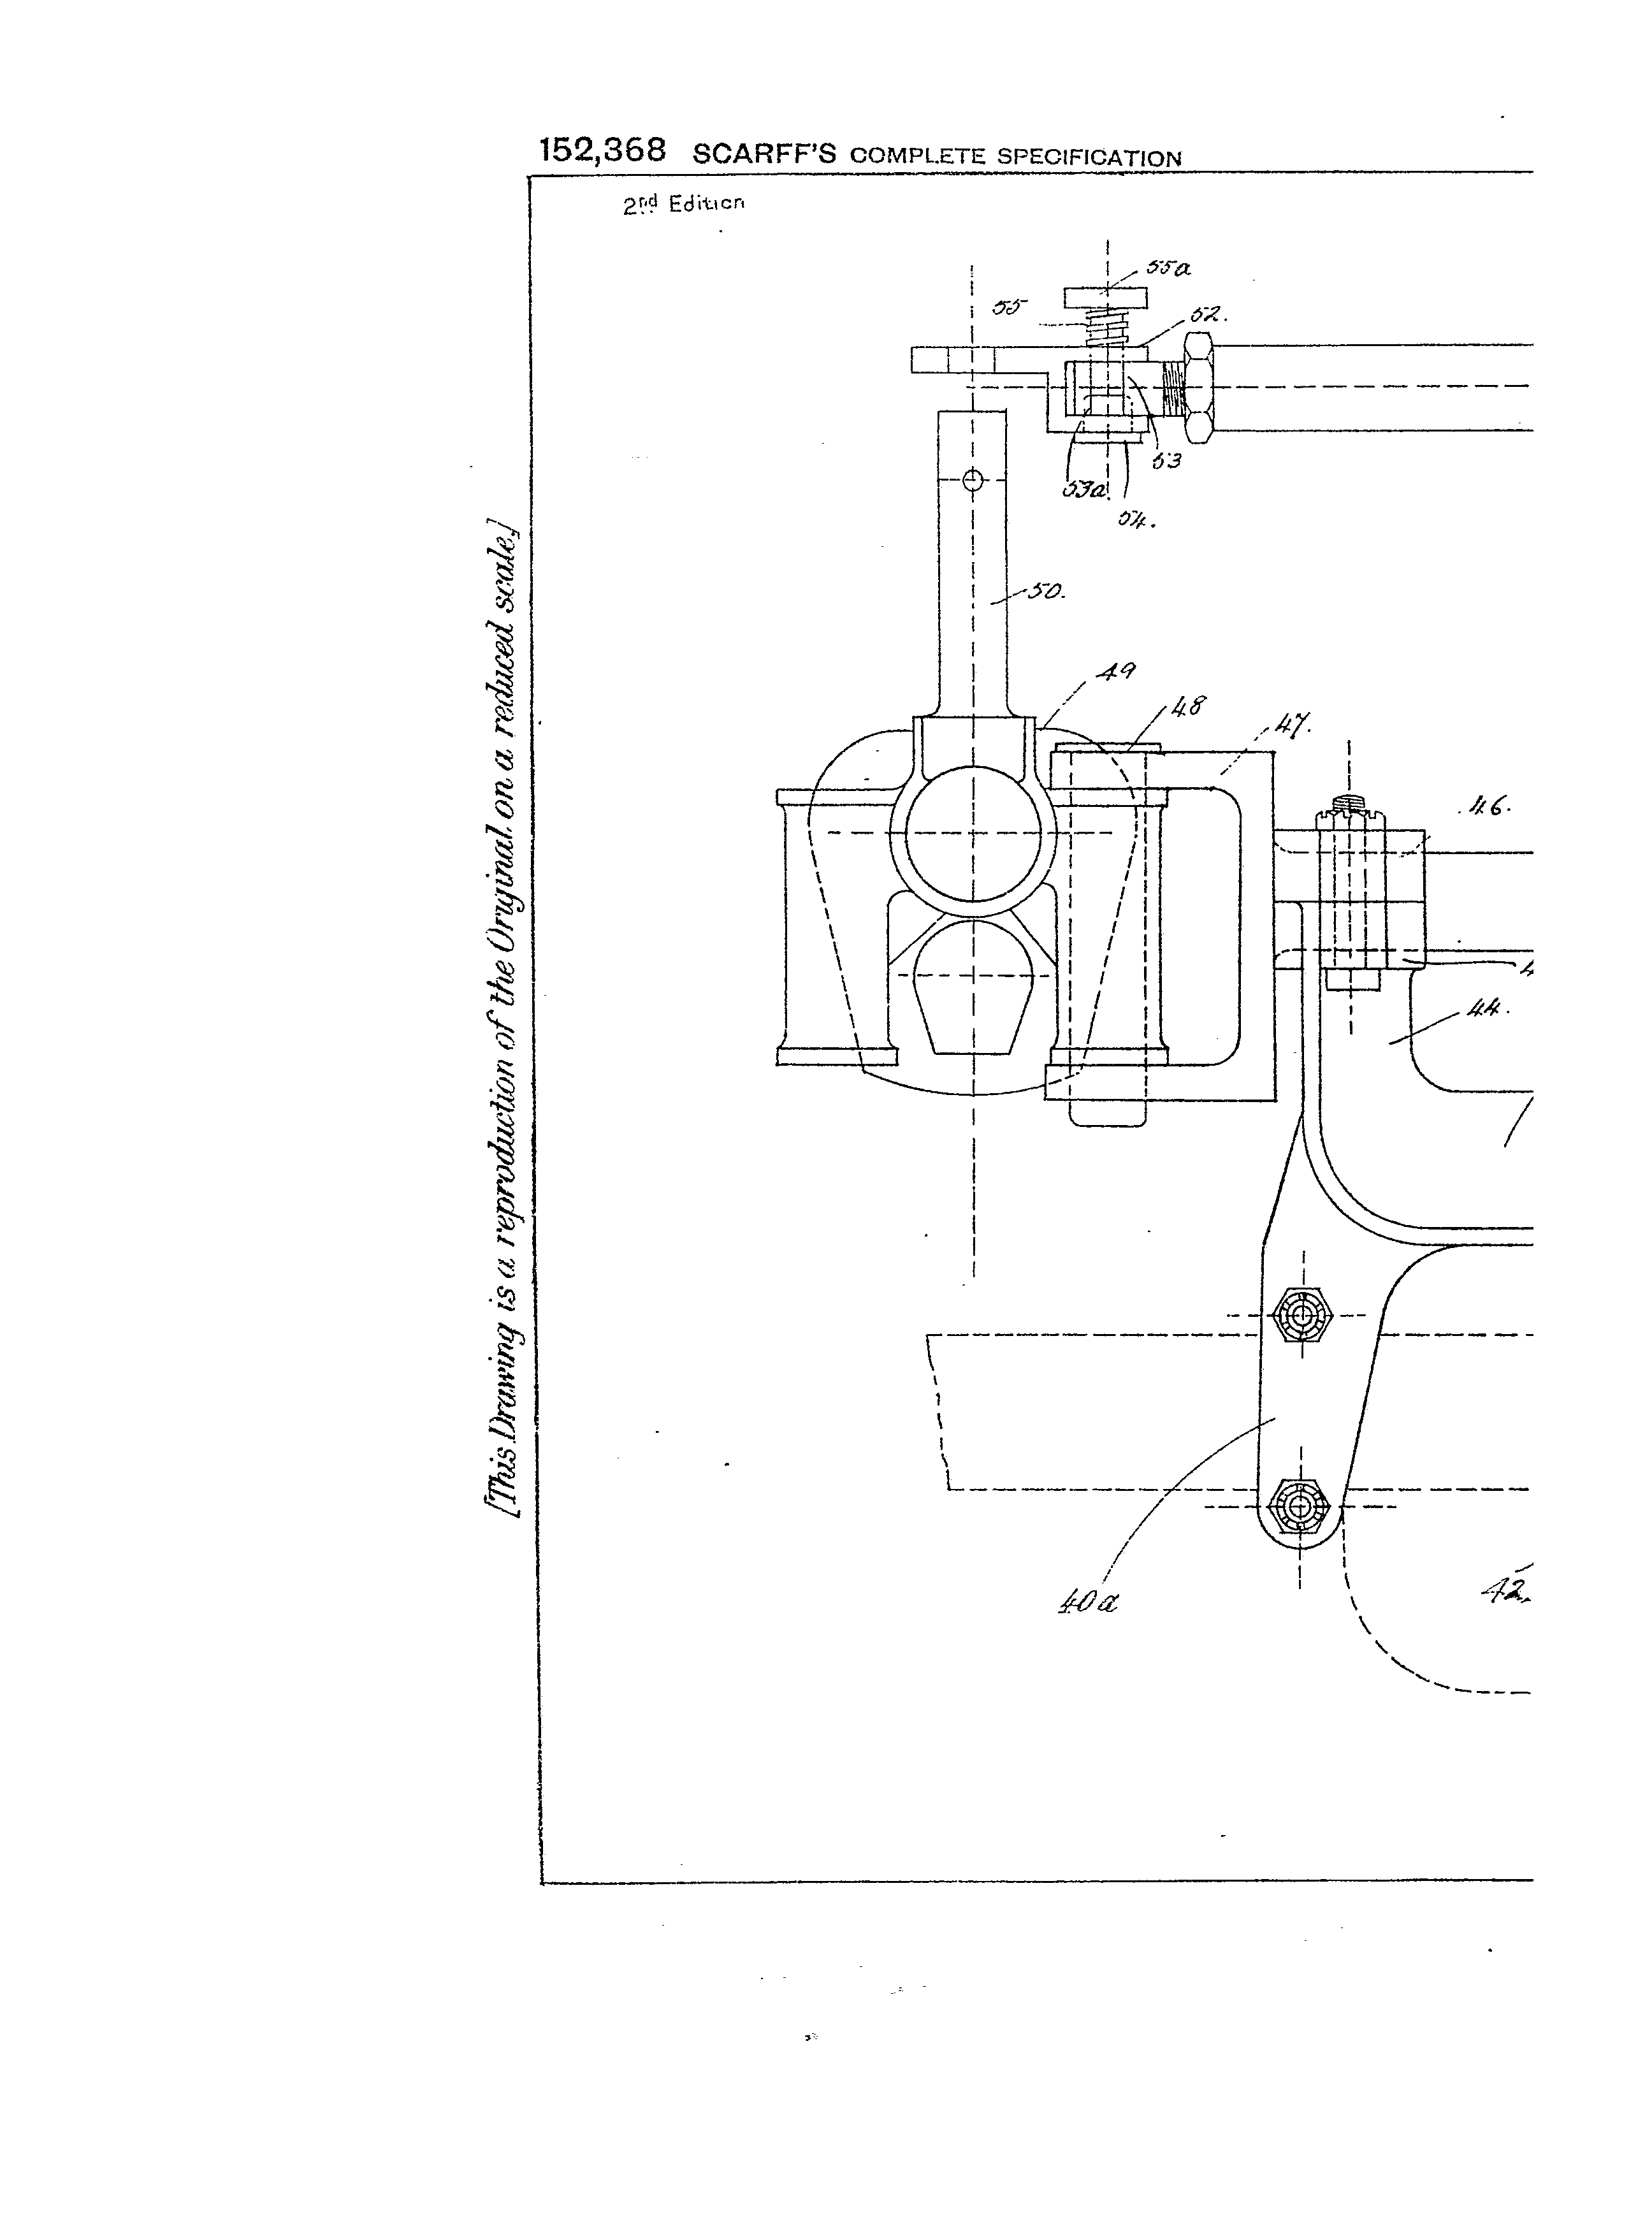 152,368 SCARFF'S COMPLETE SPECIFICATION
2nd Edition
55a
55
52.
53
53a.
54.
50.
49
48
47.
46.
4
44.
40a
42.
[This Drawing is a reproduction of the Original on a reduced scale.]